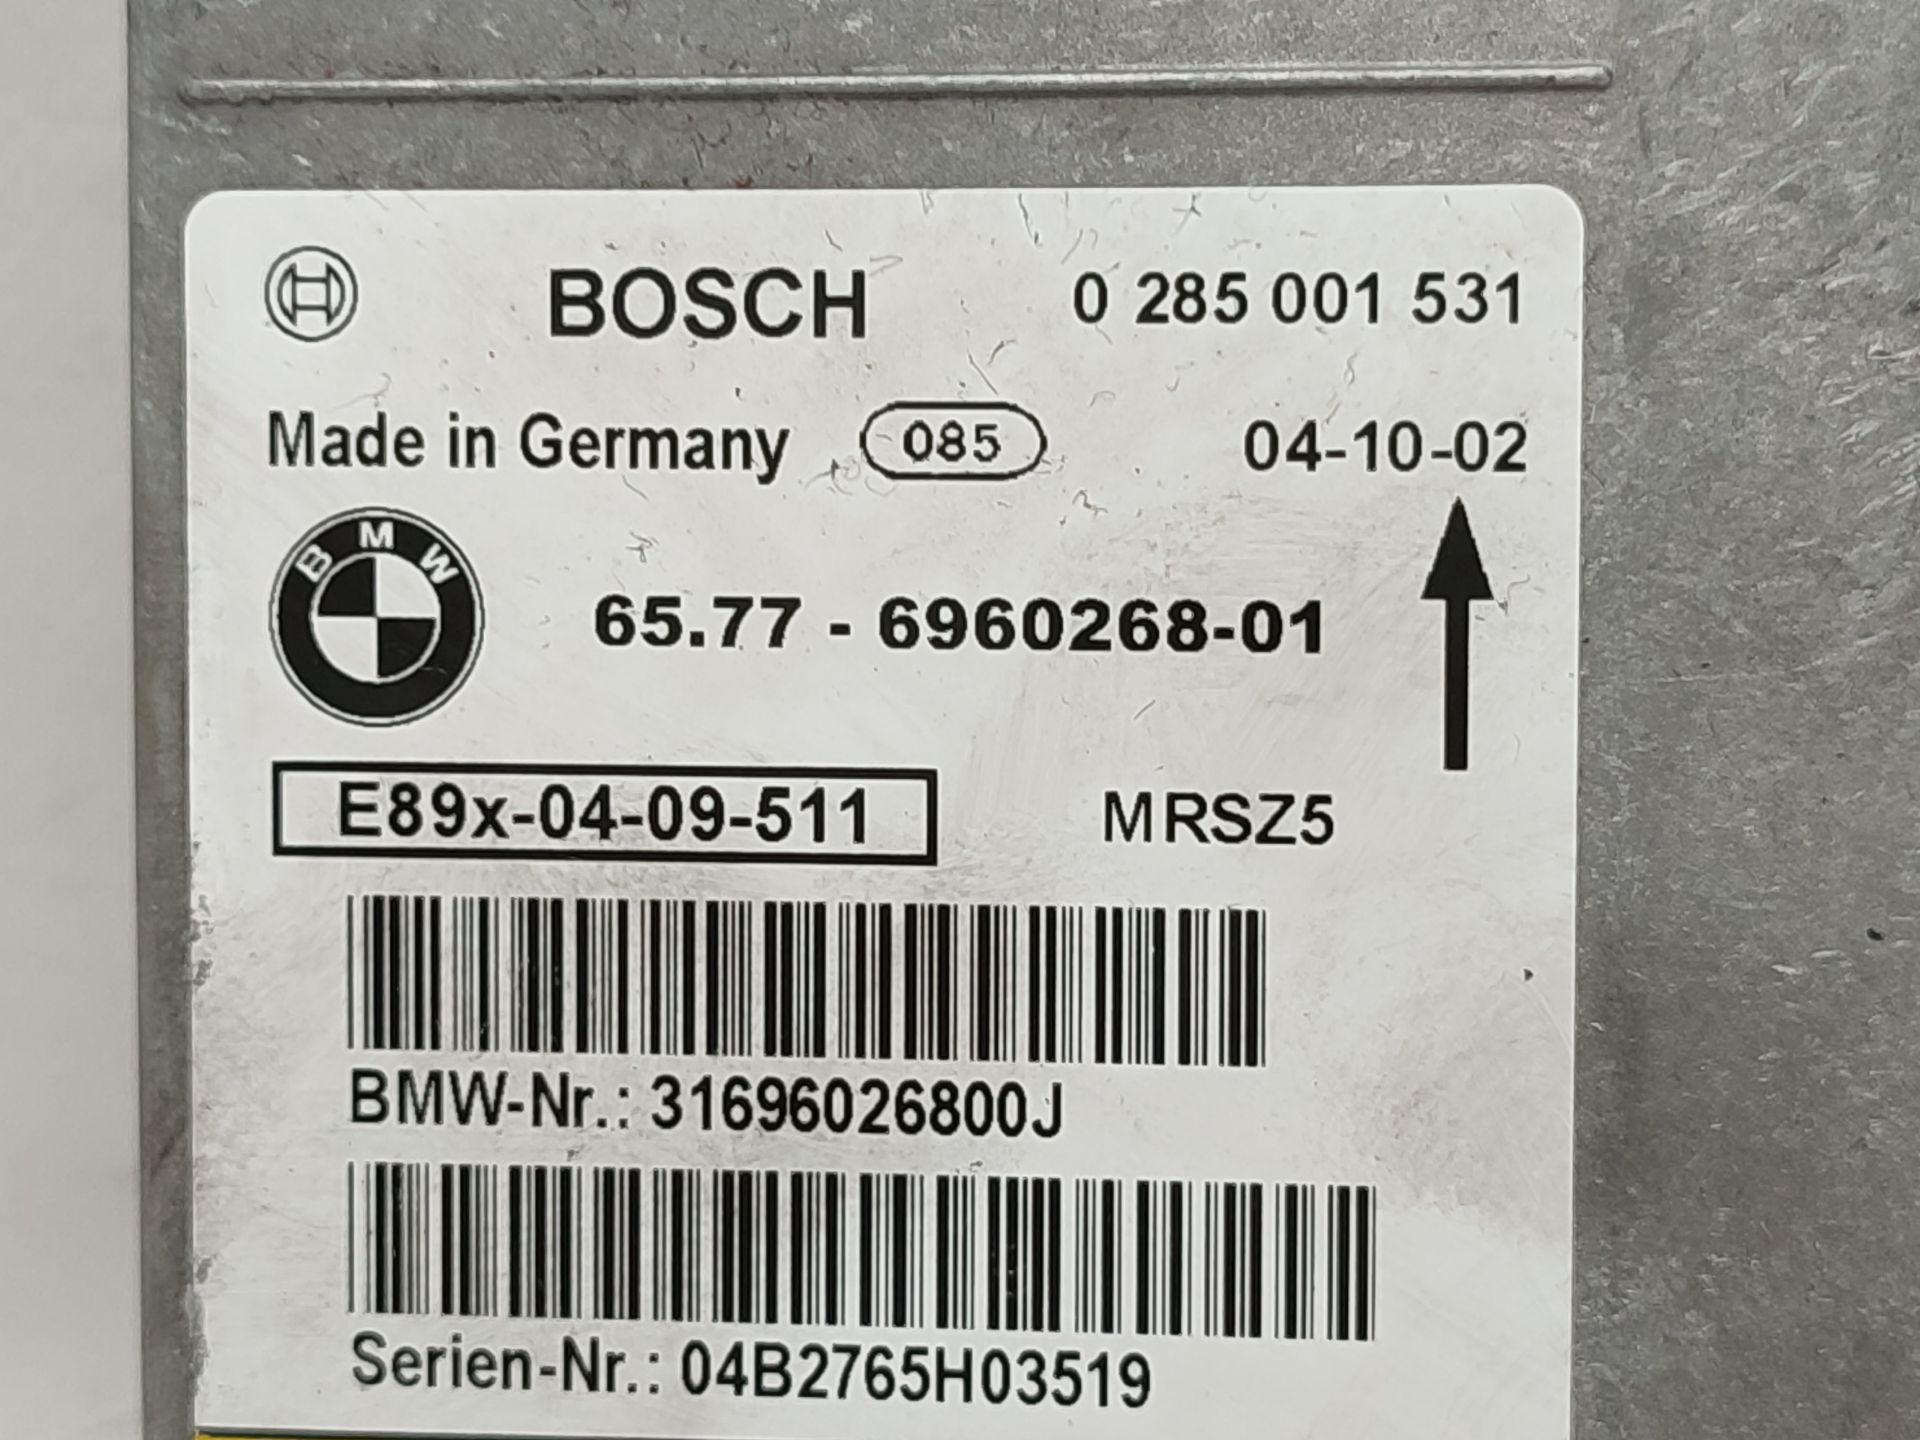 BOSCH 0 285 001 531
Made in Germany 085 04-10-02
BMW
65.77 - 6960268-01
E89x-04-09-511 MRSZ5
BMW-Nr.: 31696026800J
Serien-Nr.: 04B2765H03519